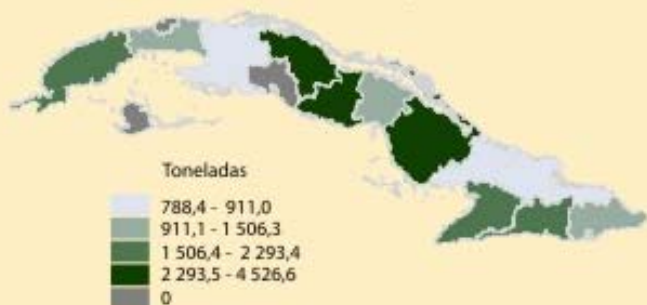 Toneladas
788,4 - 911,0
911,1 - 1 506,3
1 506,4 - 2 293,4
2 293,5 - 4 526,6
0